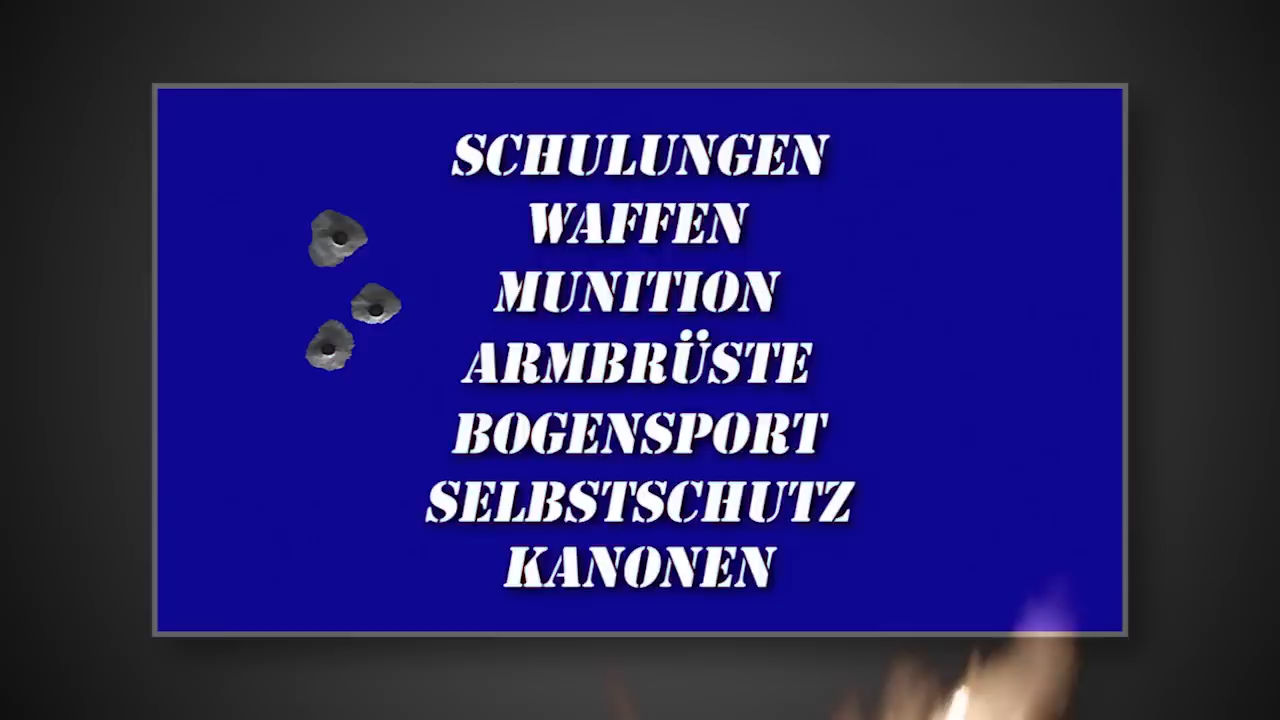 SCHULUNGEN
WAFFEN
MUNITION
ARMBRÜSTE
BOGENSPORT
SELBSTSCHUTZ
KANONEN